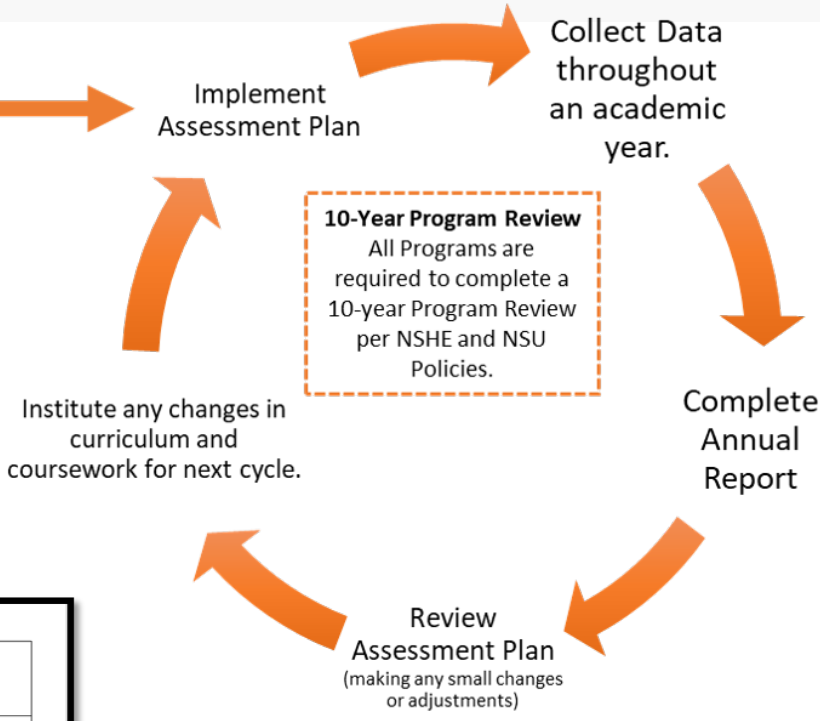 Implement
Assessment Plan
Collect Data
throughout
an academic
year.
10-Year Program Review
All Programs are
required to complete a
10-year Program Review
per NSHE and NSU
Policies.
Complete
Annual
Report
Review
Assessment Plan
(making any small changes
or adjustments)
Institute any changes in
curriculum and
coursework for next cycle.